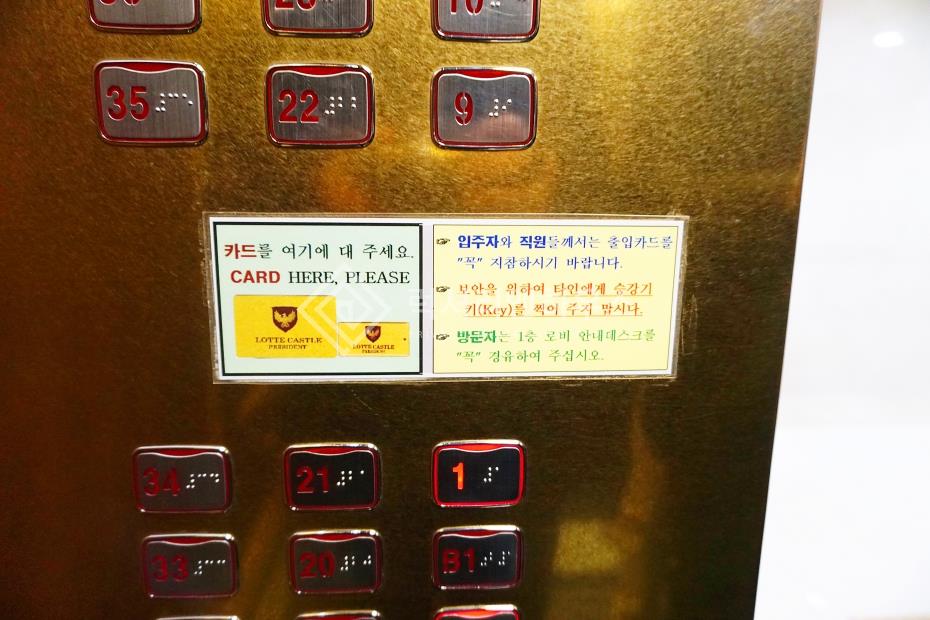 35 22 9
카드를 여기에 대 주세요.
CARD HERE, PLEASE
LOTTE CASTLE
PRESIDENT
LOTTE CASTLE
PRESIDENT
☞ 입주자와 직원들께서는 출입카드를
"꼭" 지참하시기 바랍니다.
☞ 보안을 위하여 타인에게 승강기
키(Key)를 찍어 주지 맙시다.
☞ 방문자는 1층 로비 안내데스크를
"꼭" 경유하여 주십시오.
34 21 1
33 20 B1